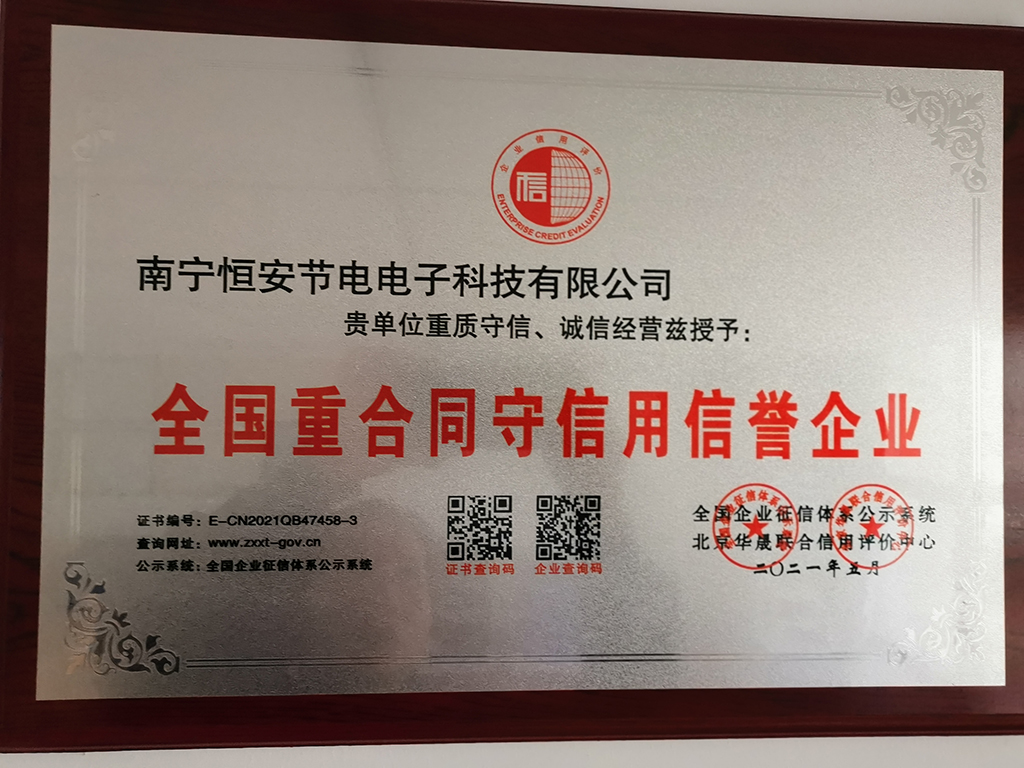 企业信用评价
信
ENTERPRISE CREDIT EVALUATION
南宁恒安节电电子科技有限公司
贵单位重质守信、诚信经营兹授予：
全国重合同守信用信誉企业
证书编号：E-CN2021QB47458-3
查询网址：www.zxxt-gov.cn
公示系统：全国企业征信体系公示系统
证书查询码
企业查询码
全国企业征信体系公示系统
北京华晟联合信用评价中心
二〇二一年五月